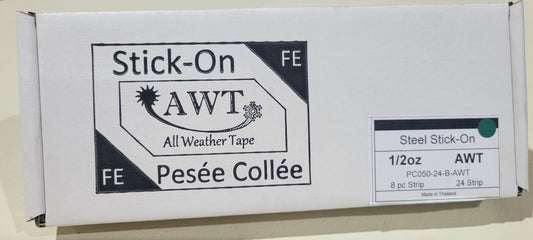 Stick-On
FE
AWT
All Weather Tape
FE
Pesée Collée
Steel Stick-On
1/2oz AWT
PC050-24-B-AWT
8 pc Strip 24 Strip
Made in Thailand